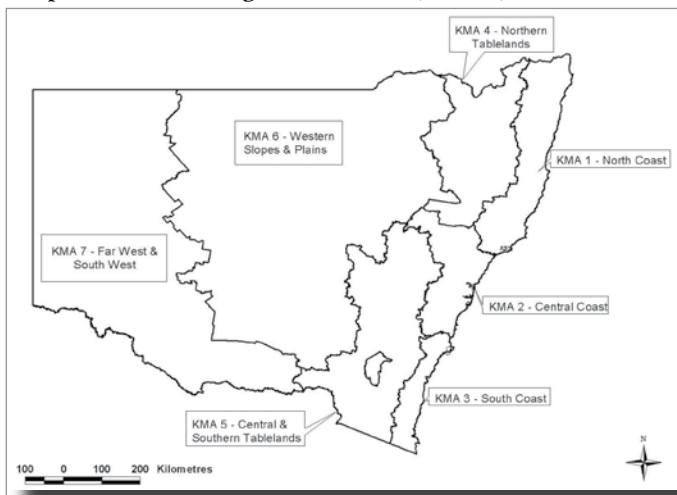 KMA 4 - Northern
Tablelands
KMA 6 - Western
Slopes & Plains
KMA 1 - North Coast
KMA 7 - Far West &
South West
KMA 2 - Central Coast
KMA 3 - South Coast
KMA 5 - Central &
Southern Tablelands
N
100 0 100 200 Kilometres